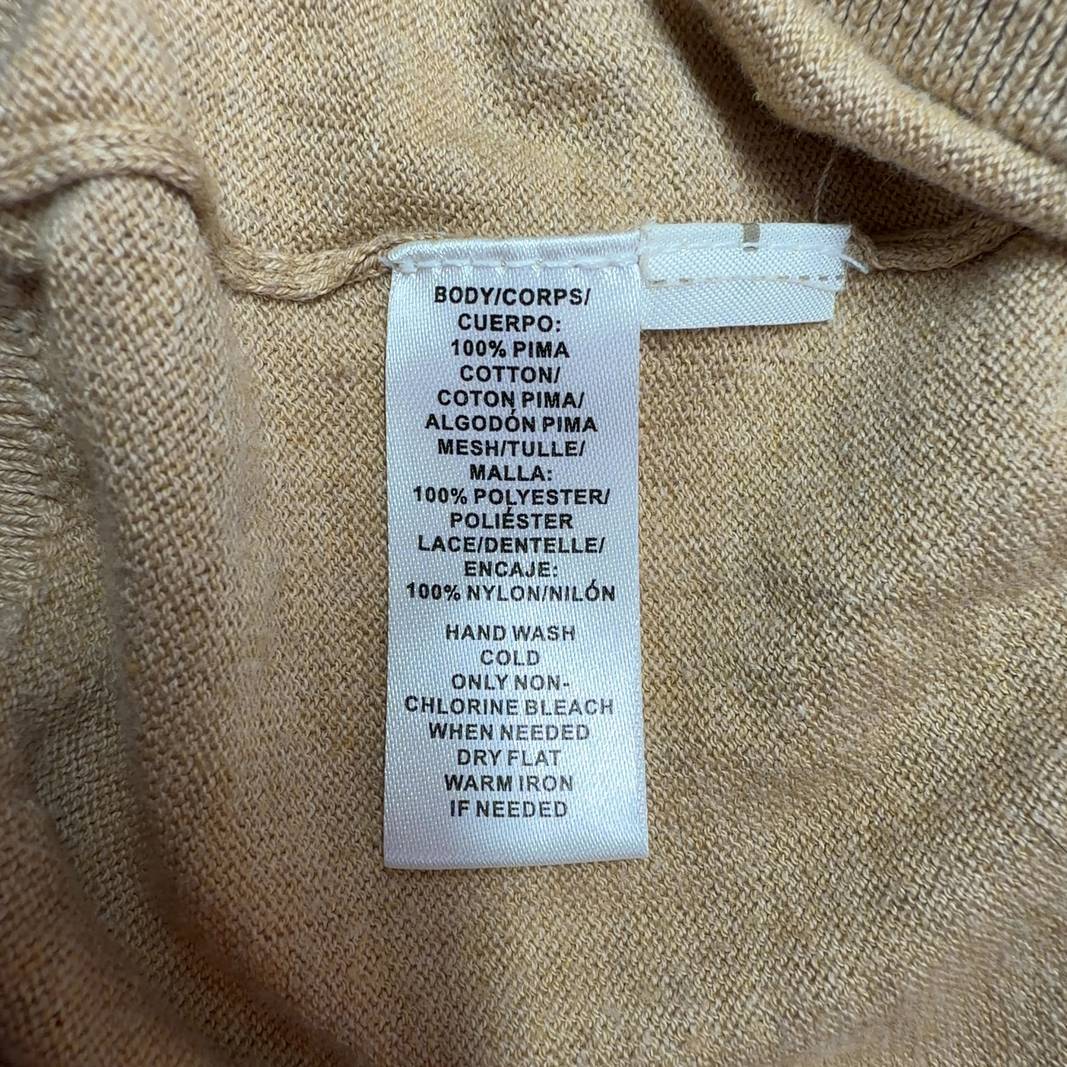 BODY/CORPS/
CUERPO:
100% PIMA
COTTON/
COTON PIMA/
ALGODÓN PIMA
MESH/TULLE/
MALLA:
100% POLYESTER/
POLIÉSTER
LACE/DENTELLE/
ENCAJE:
100% NYLON/NILÓN
HAND WASH
COLD
ONLY NON-
CHLORINE BLEACH
WHEN NEEDED
DRY FLAT
WARM IRON
IF NEEDED